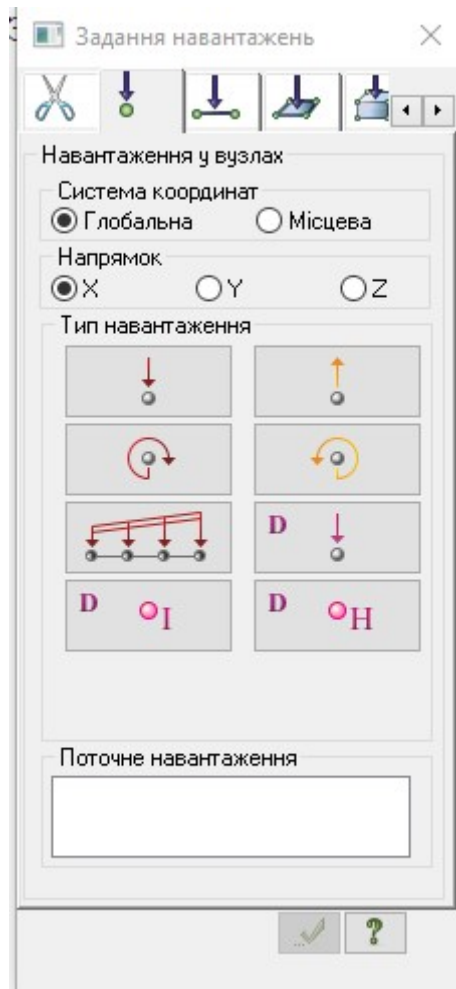 Задання навантажень
Навантаження у вузлах
Система координат
Глобальна Місцева
Напрямок
X Y Z
Тип навантаження
D
D I D H
Поточне навантаження
?